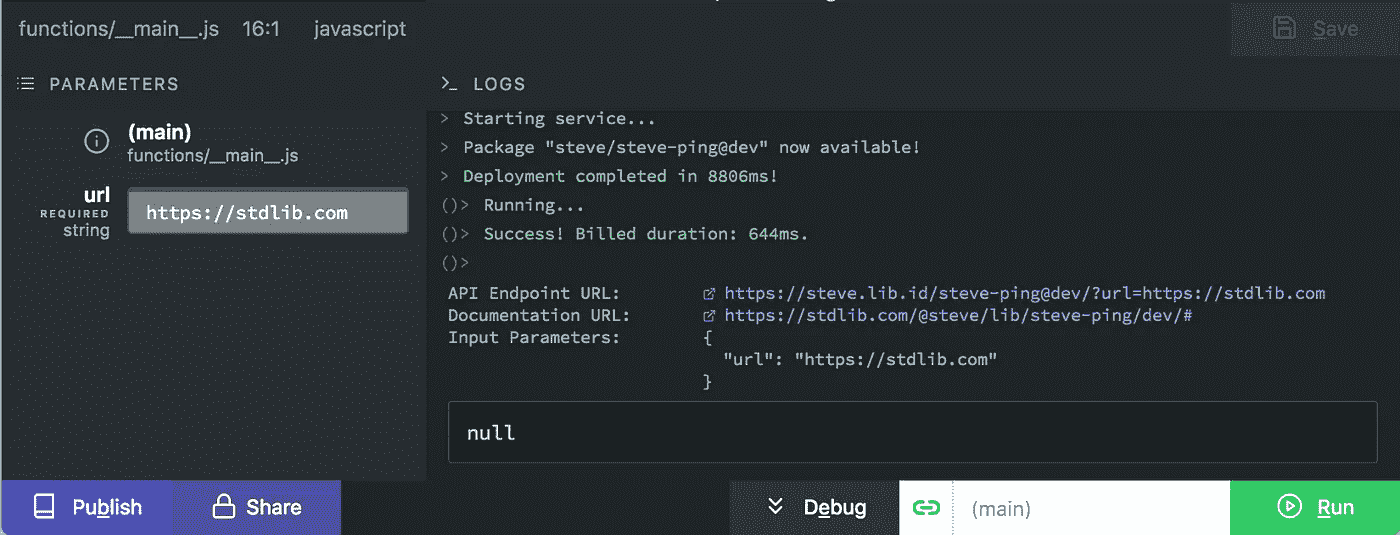 functions/__main__.js 16:1 javascript
Save
PARAMETERS
(main)
functions/__main__.js
url
REQUIRED
string
https://stdlib.com
>_ LOGS
> Starting service...
> Package "steve/steve-ping@dev" now available!
> Deployment completed in 8806ms!
()> Running...
()> Success! Billed duration: 644ms.
()>
API Endpoint URL: https://steve.lib.id/steve-ping@dev/?url=https://stdlib.com
Documentation URL: https://stdlib.com/@steve/lib/steve-ping/dev/#
Input Parameters: {
"url": "https://stdlib.com"
}
null
Publish Share Debug (main) Run